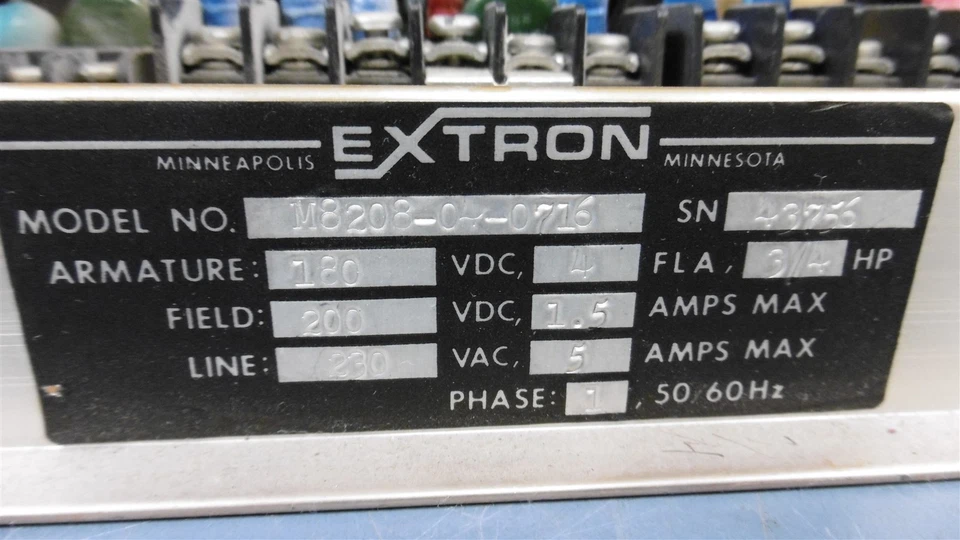 EXTRON
MINNEAPOLIS MINNESOTA
MODEL NO. SN
ARMATURE: 180 VDC, 4 FLA, 3/4 HP
FIELD: 200 VDC, 1.5 AMPS MAX
LINE: 230 VAC, 5 AMPS MAX
PHASE: 1, 50/60Hz